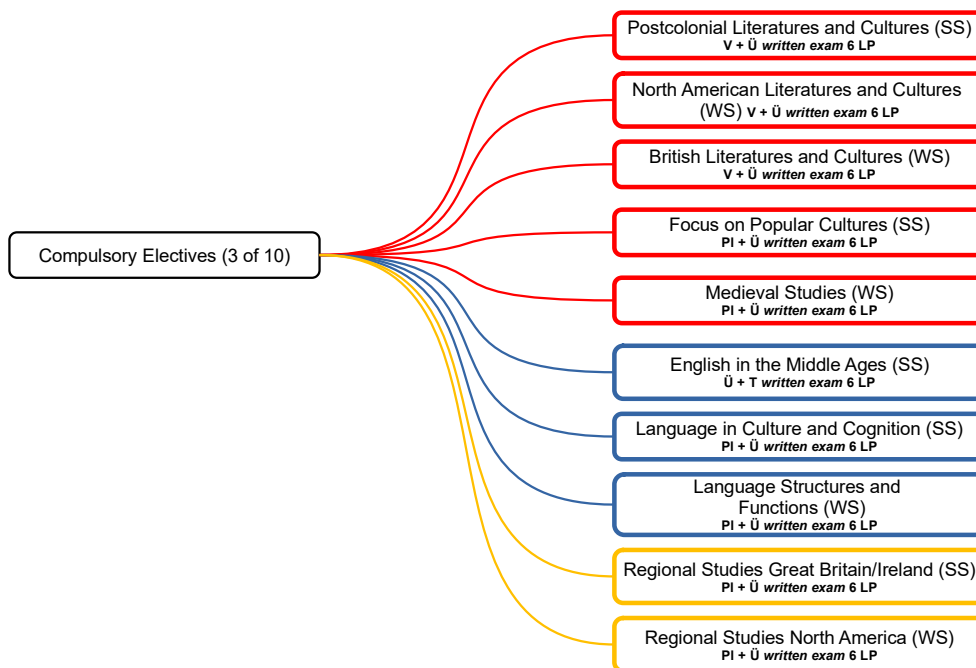 Postcolonial Literatures and Cultures (SS)
V + Ü written exam 6 LP
North American Literatures and Cultures
(WS) V + Ü written exam 6 LP
British Literatures and Cultures (WS)
V + Ü written exam 6 LP
Focus on Popular Cultures (SS)
PI + Ü written exam 6 LP
Compulsory Electives (3 of 10)
Medieval Studies (WS)
PI + Ü written exam 6 LP
English in the Middle Ages (SS)
Ü + T written exam 6 LP
Language in Culture and Cognition (SS)
PI + Ü written exam 6 LP
Language Structures and
Functions (WS)
PI + Ü written exam 6 LP
Regional Studies Great Britain/Ireland (SS)
PI + Ü written exam 6 LP
Regional Studies North America (WS)
PI + Ü written exam 6 LP